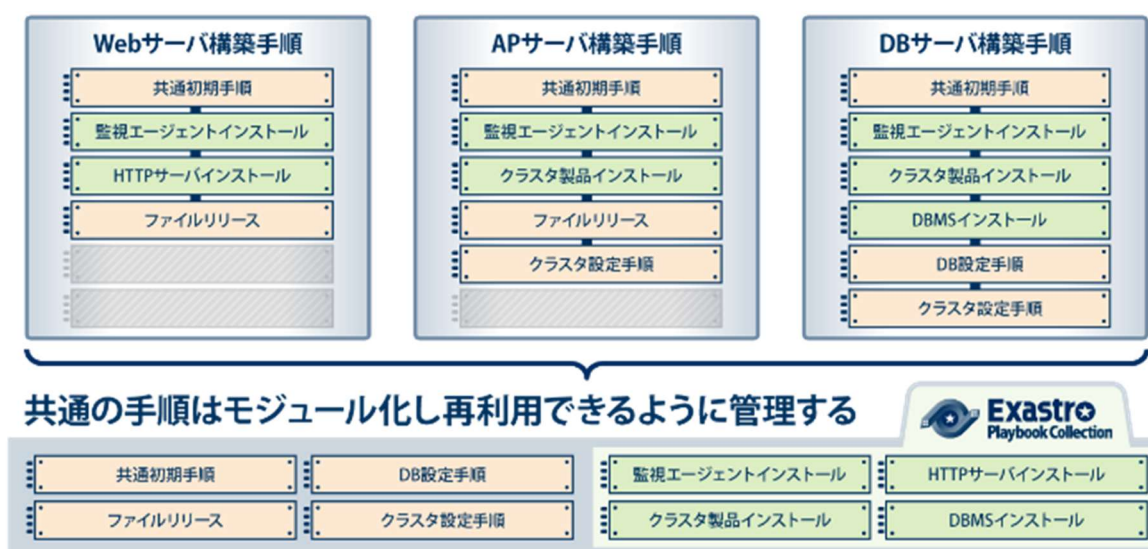 Webサーバ構築手順
共通初期手順
監視エージェントインストール
HTTPサーバインストール
ファイルリリース
APサーバ構築手順
共通初期手順
監視エージェントインストール
クラスタ製品インストール
ファイルリリース
クラスタ設定手順
DBサーバ構築手順
共通初期手順
監視エージェントインストール
クラスタ製品インストール
DBMSインストール
DB設定手順
クラスタ設定手順
共通の手順はモジュール化し再利用できるように管理する
Exastro
Playbook Collection
共通初期手順
DB設定手順
監視エージェントインストール
HTTPサーバインストール
ファイルリリース
クラスタ設定手順
クラスタ製品インストール
DBMSインストール